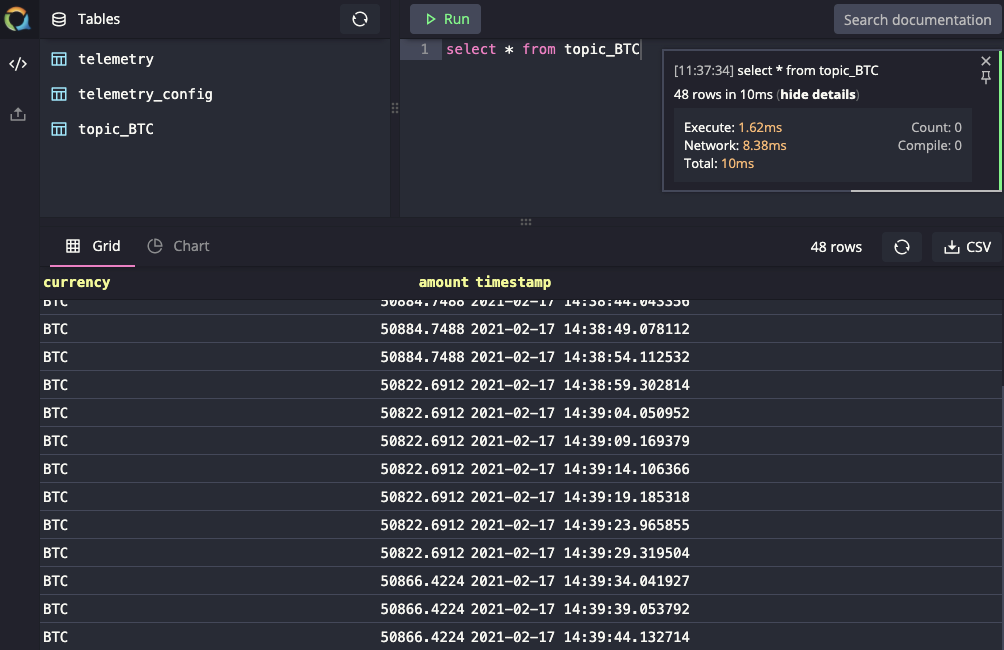 Tables
Run
Search documentation
</>
telemetry
telemetry_config
topic_BTC
1 select * from topic_BTC
[11:37:34] select * from topic_BTC
48 rows in 10ms (hide details)
Execute: 1.62ms Count: 0
Network: 8.38ms Compile: 0
Total: 10ms
Grid Chart 48 rows CSV
currency amount timestamp
BTC 50884.7488 2021-02-17 14:38:44.043356
BTC 50884.7488 2021-02-17 14:38:49.078112
BTC 50884.7488 2021-02-17 14:38:54.112532
BTC 50822.6912 2021-02-17 14:38:59.302814
BTC 50822.6912 2021-02-17 14:39:04.050952
BTC 50822.6912 2021-02-17 14:39:09.169379
BTC 50822.6912 2021-02-17 14:39:14.106366
BTC 50822.6912 2021-02-17 14:39:19.185318
BTC 50822.6912 2021-02-17 14:39:23.965855
BTC 50822.6912 2021-02-17 14:39:29.319504
BTC 50866.4224 2021-02-17 14:39:34.041927
BTC 50866.4224 2021-02-17 14:39:39.053792
BTC 50866.4224 2021-02-17 14:39:44.132714